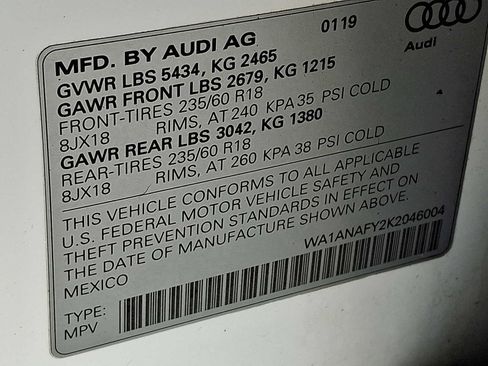 0119
Audi
MFD. BY AUDI AG
GVWR LBS 5434, KG 2465
GAWR FRONT LBS 2679, KG 1215
FRONT-TIRES 235/60 R18
8JX18 RIMS, AT 240 KPA 35 PSI COLD
GAWR REAR LBS 3042, KG 1380
REAR-TIRES 235/60 R18
8JX18 RIMS, AT 260 KPA 38 PSI COLD
THIS VEHICLE CONFORMS TO ALL APPLICABLE
U.S. FEDERAL MOTOR VEHICLE SAFETY AND
THEFT PREVENTION STANDARDS IN EFFECT ON
THE DATE OF MANUFACTURE SHOWN ABOVE.
MEXICO
WA1ANAFY2K2046004
TYPE:
MPV